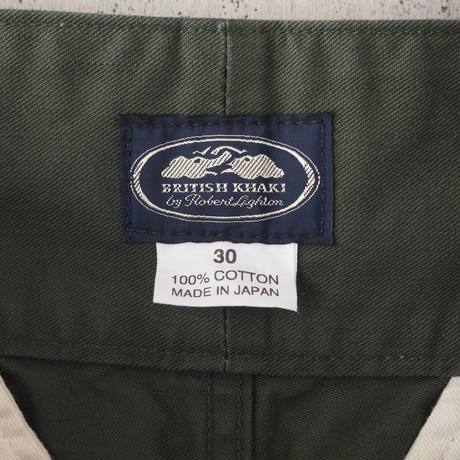 BRITISH KHAKI
by Robert Lighton
30
100% COTTON
MADE IN JAPAN